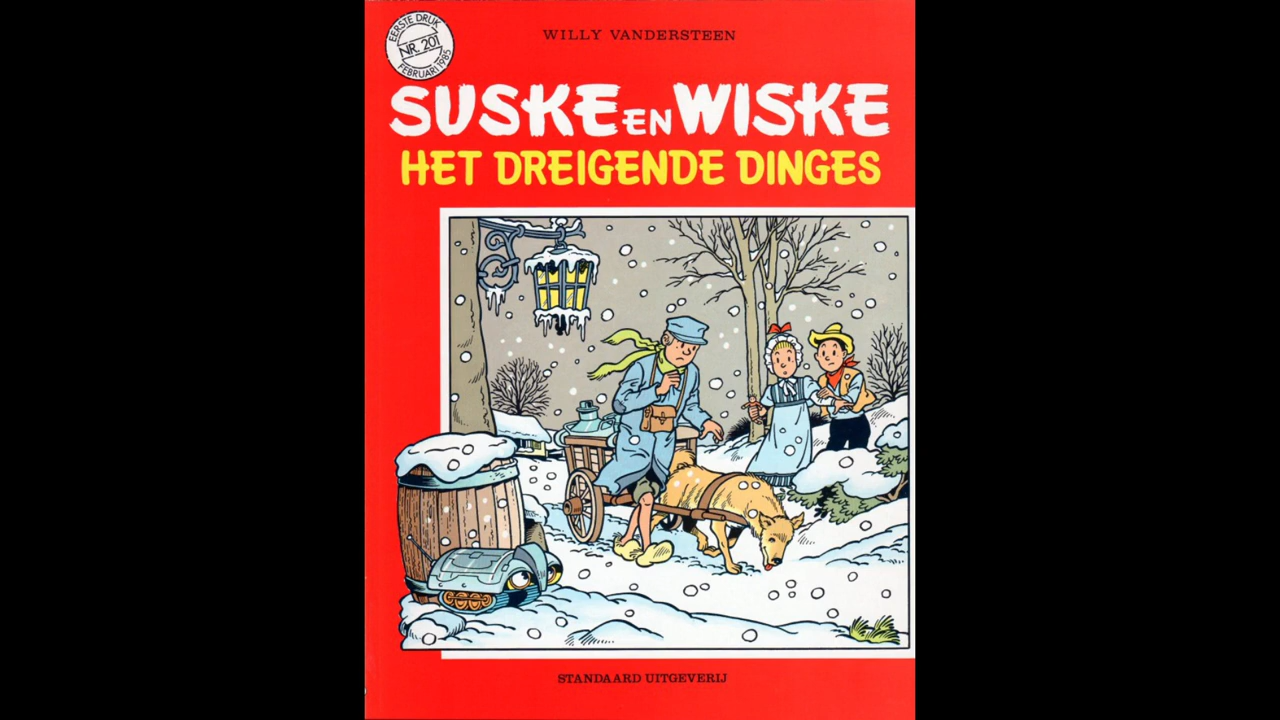 EERSTE DRUK
NR. 201
FEBRUARI 1985
WILLY VANDERSTEEN
SUSKE EN WISKE
HET DREIGENDE DINGES
STANDAARD UITGEVERIJ